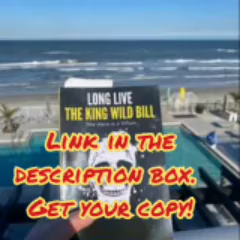 LONG LIVE
THE KING WILD BILL
Link in the
description box.
Get your copy!